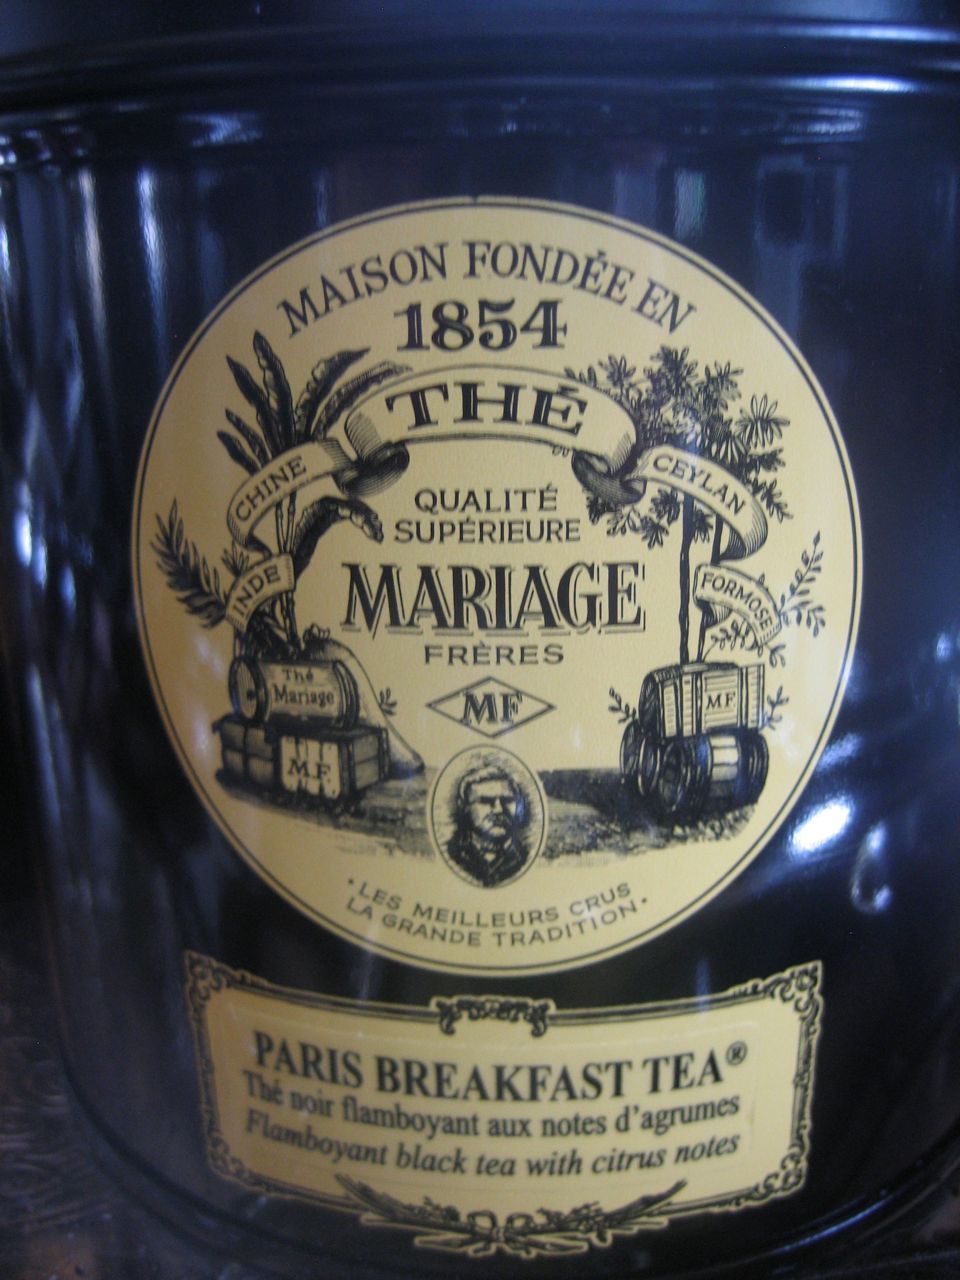 MAISON FONDÉE EN
1854
THÉ
CHINE
CEYLAN
INDE
FORMOSE
QUALITÉ
SUPÉRIEURE
MARIAGE
FRÈRES
MF
Thé
Mariage
M.F.
M.F.
·LES MEILLEURS CRUS
LA GRANDE TRADITION·
PARIS BREAKFAST TEA®
Thé noir flamboyant aux notes d'agrumes
Flamboyant black tea with citrus notes